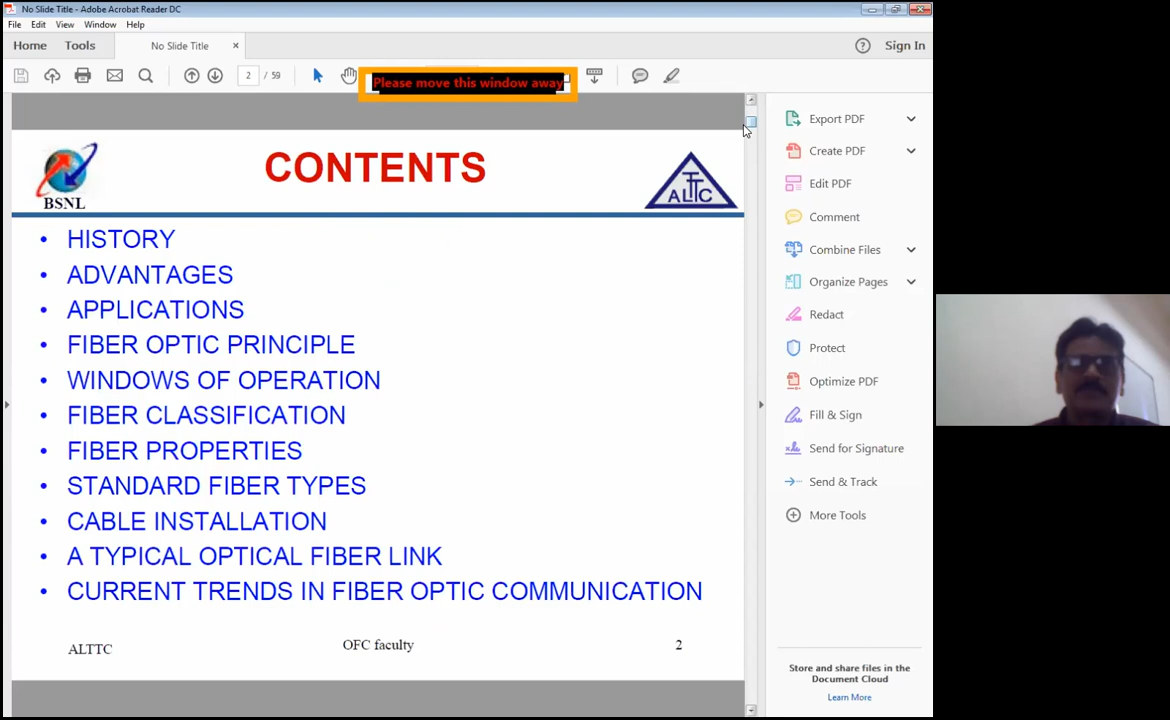 No Slide Title - Adobe Acrobat Reader DC
File Edit View Window Help
Home Tools No Slide Title × Sign In
2 / 59
Please move this window away
BSNL
CONTENTS
ALTTC
• HISTORY
• ADVANTAGES
• APPLICATIONS
• FIBER OPTIC PRINCIPLE
• WINDOWS OF OPERATION
• FIBER CLASSIFICATION
• FIBER PROPERTIES
• STANDARD FIBER TYPES
• CABLE INSTALLATION
• A TYPICAL OPTICAL FIBER LINK
• CURRENT TRENDS IN FIBER OPTIC COMMUNICATION
ALTTC OFC faculty 2
Export PDF
Create PDF
Edit PDF
Comment
Combine Files
Organize Pages
Redact
Protect
Optimize PDF
Fill & Sign
Send for Signature
Send & Track
More Tools
Store and share files in the
Document Cloud
Learn More